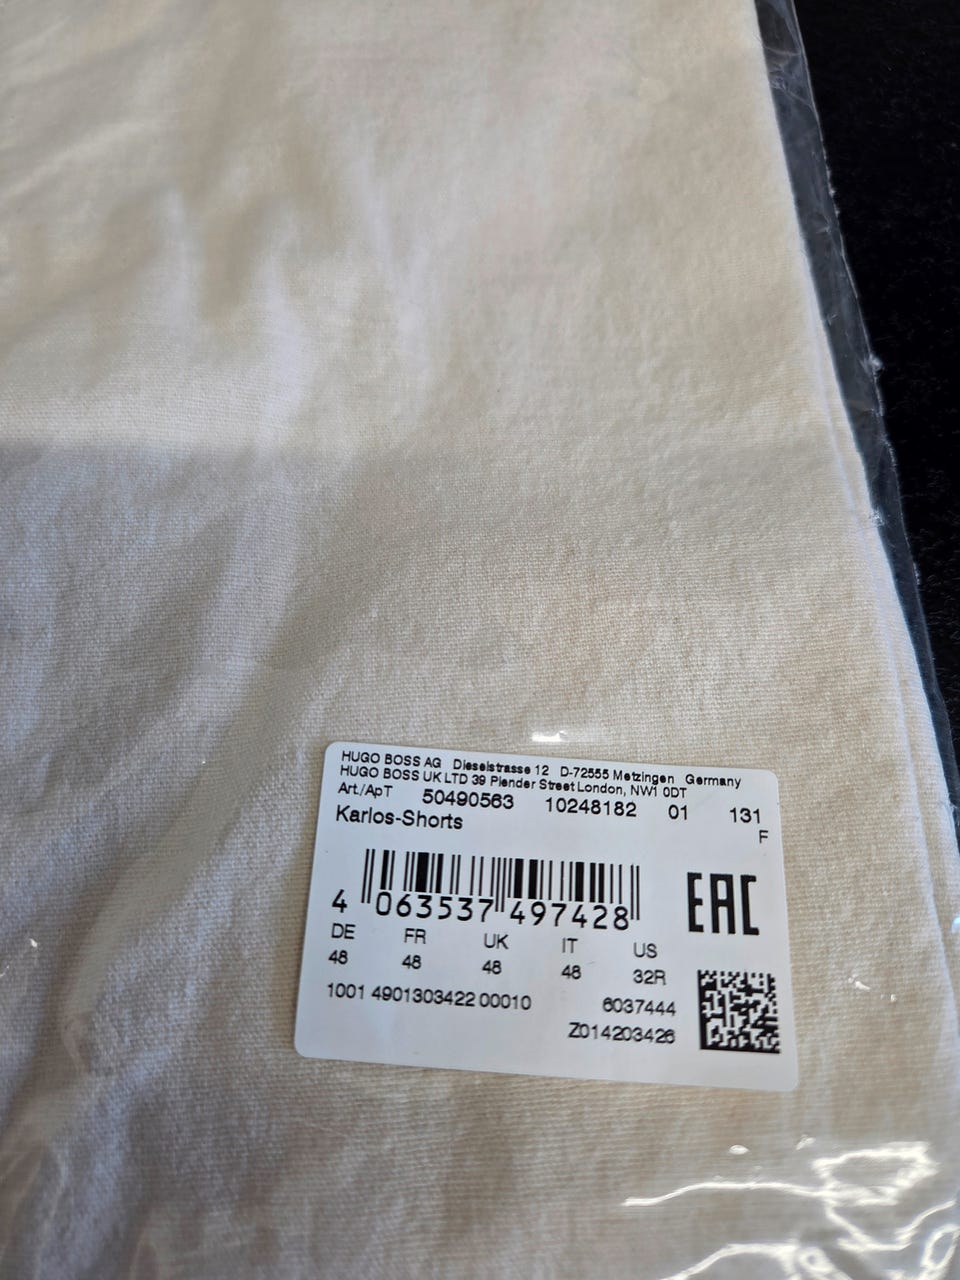 HUGO BOSS AG Dieselstrasse 12 D-72555 Metzingen Germany
HUGO BOSS UK LTD 39 Plender Street London, NW1 0DT
Art./ApT 50490563 10248182 01 131
F
Karlos-Shorts
4 063537 497428
EAC
DE FR UK IT US
48 48 48 48 32R
1001 4901303422 00010 6037444
Z014203426